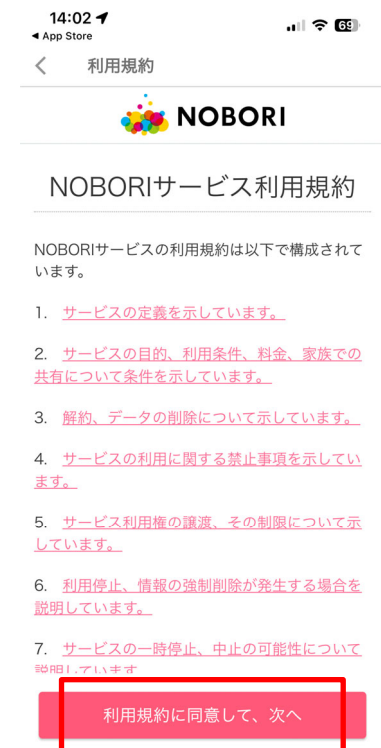 14:02
69
◀ App Store
利用規約
NOBORI
NOBORIサービス利用規約
NOBORIサービスの利用規約は以下で構成されて
います。
1. サービスの定義を示しています。
2. サービスの目的、利用条件、料金、家族での
共有について条件を示しています。
3. 解約、データの削除について示しています。
4. サービスの利用に関する禁止事項を示してい
ます。
5. サービス利用権の譲渡、その制限について示
しています。
6. 利用停止、情報の強制削除が発生する場合を
説明しています。
7. サービスの一時停止、中止の可能性について
説明しています
利用規約に同意して、次へ